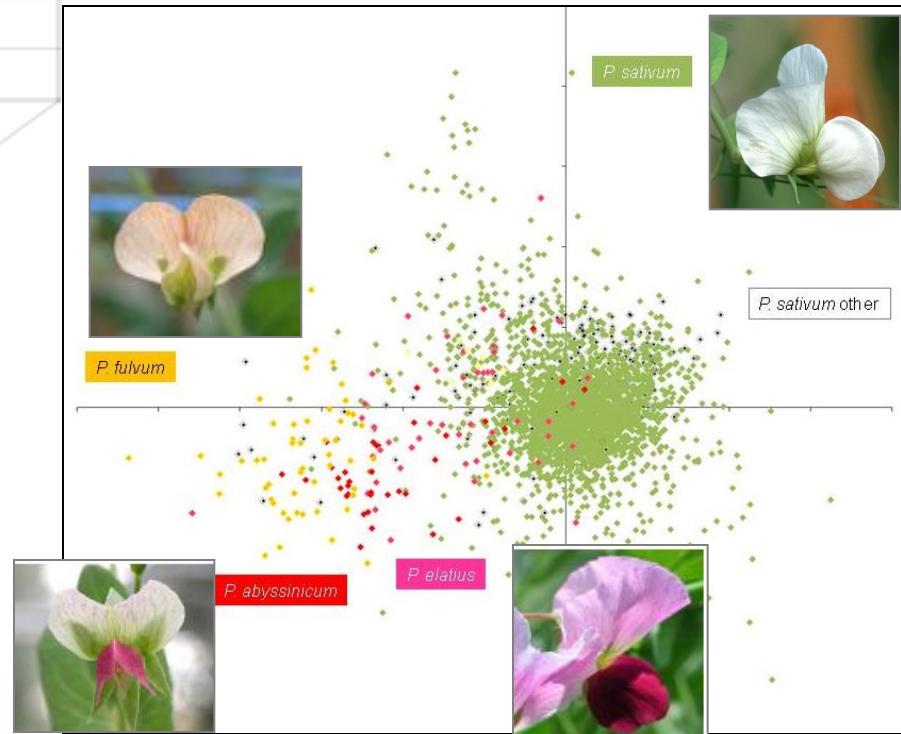 P. sativum
P. sativum other
P. fulvum
P. abyssinicum
P. elatius